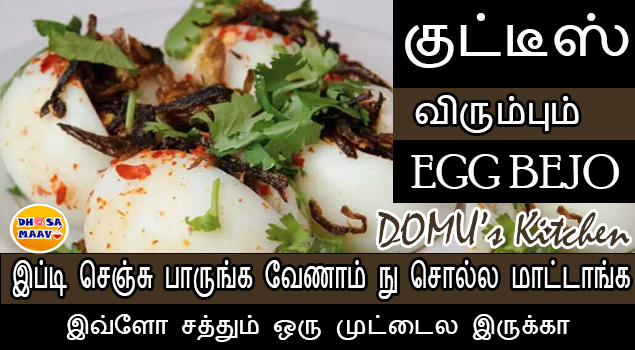 குட்டீஸ்
விரும்பும்
EGG BEJO
DOMU's Kitchen
DHOSA
MAAV
இப்டி செஞ்சு பாருங்க வேணாம் நு சொல்ல மாட்டாங்க
இவ்ளோ சத்தும் ஒரு முட்டைல இருக்கா